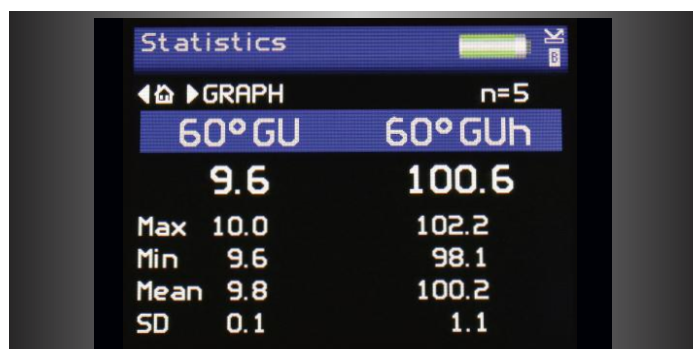 Statistics
B
GRAPH n=5
60°GU 60°GUh
9.6 100.6
Max 10.0 102.2
Min 9.6 98.1
Mean 9.8 100.2
SD 0.1 1.1